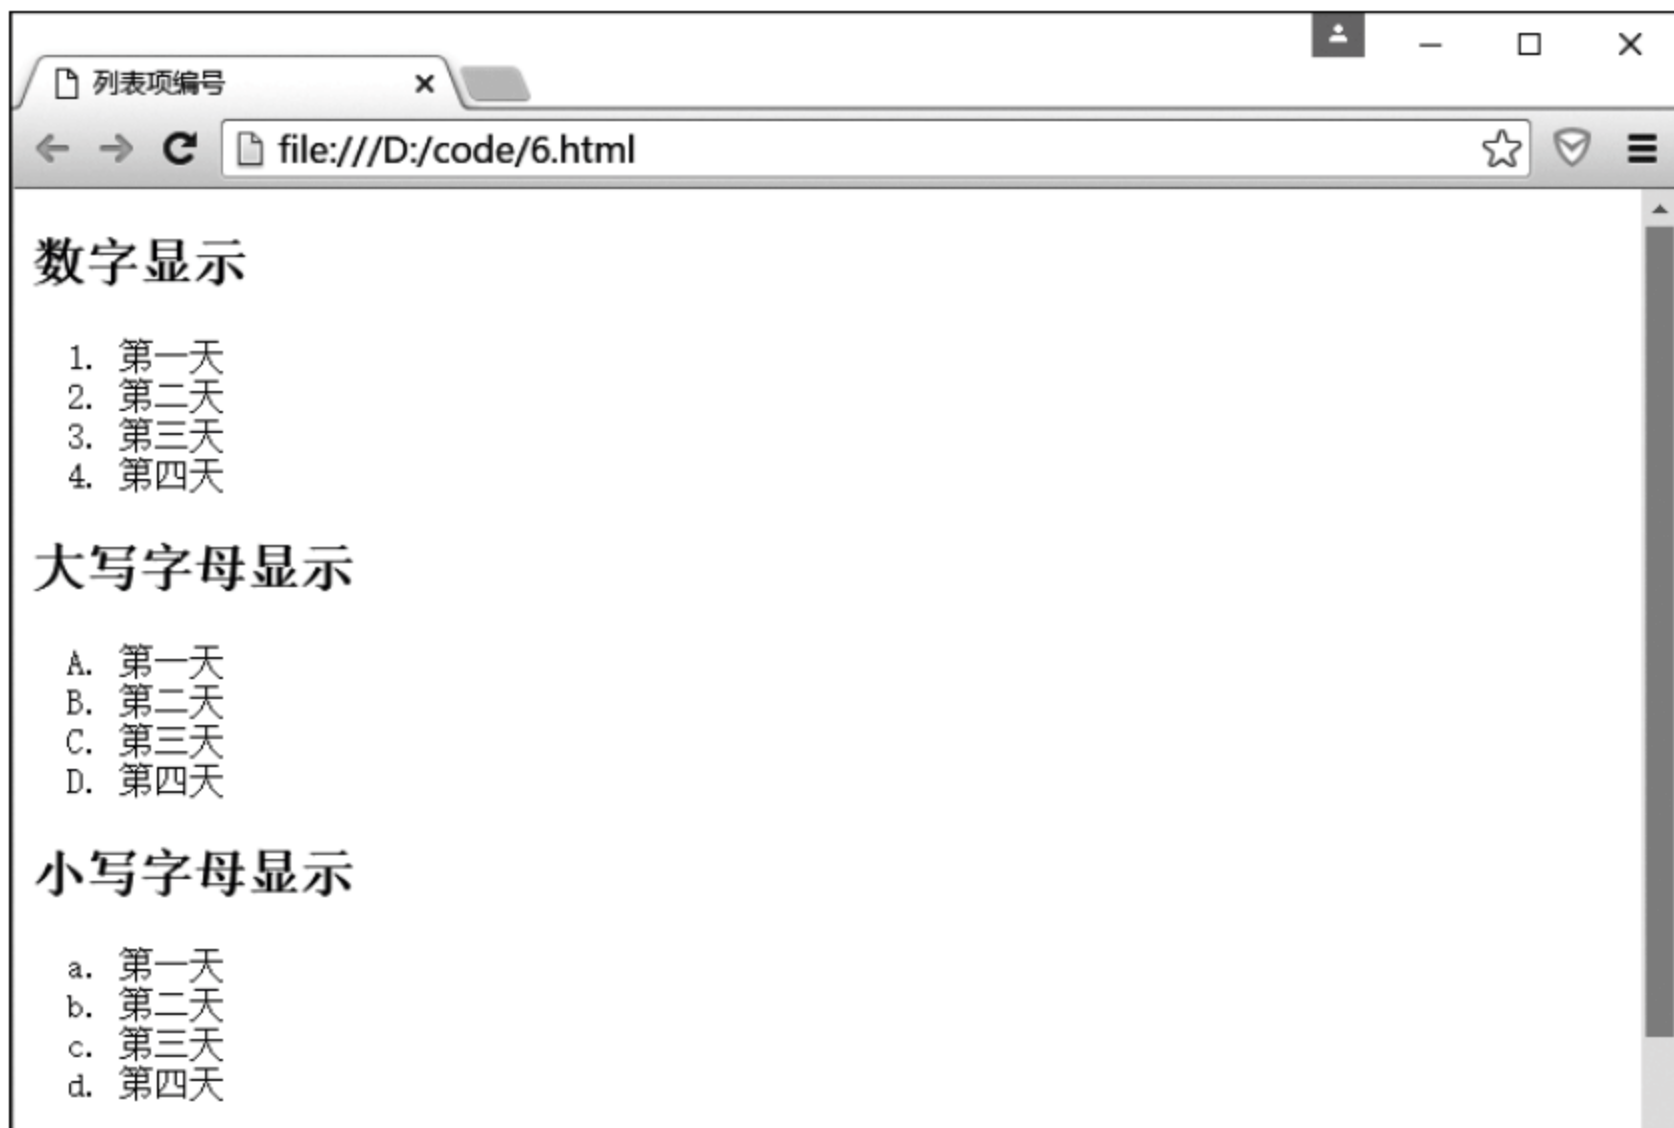 列表项编号
file:///D:/code/6.html
数字显示
1. 第一天
2. 第二天
3. 第三天
4. 第四天
大写字母显示
A. 第一天
B. 第二天
C. 第三天
D. 第四天
小写字母显示
a. 第一天
b. 第二天
c. 第三天
d. 第四天